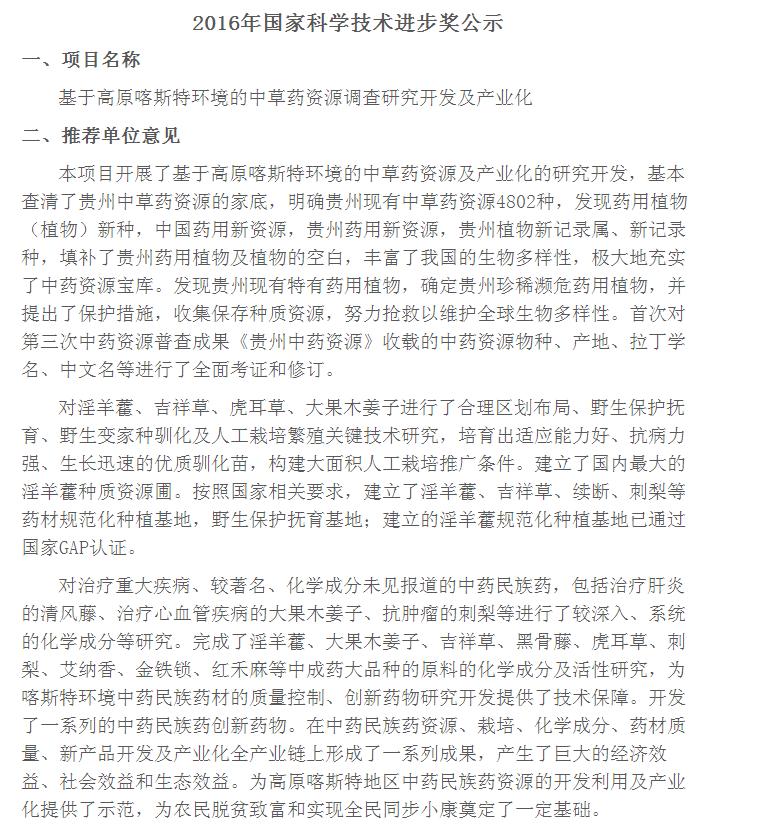 2016年国家科学技术进步奖公示
一、项目名称
基于高原喀斯特环境的中草药资源调查研究开发及产业化
二、推荐单位意见
本项目开展了基于高原喀斯特环境的中草药资源及产业化的研究开发，基本
查清了贵州中草药资源的家底，明确贵州现有中草药资源4802种，发现药用植物
（植物）新种，中国药用新资源，贵州药用新资源，贵州植物新记录属、新记录
种，填补了贵州药用植物及植物的空白，丰富了我国的生物多样性，极大地充实
了中药资源宝库。发现贵州现有特有药用植物，确定贵州珍稀濒危药用植物，并
提出了保护措施，收集保存种质资源，努力抢救以维护全球生物多样性。首次对
第三次中药资源普查成果《贵州中药资源》收载的中药资源物种、产地、拉丁学
名、中文名等进行了全面考证和修订。
对淫羊藿、吉祥草、虎耳草、大果木姜子进行了合理区划布局、野生保护抚
育、野生变家种驯化及人工栽培繁殖关键技术研究，培育出适应能力好、抗病力
强、生长迅速的优质驯化苗，构建大面积人工栽培推广条件。建立了国内最大的
淫羊藿种质资源圃。按照国家相关要求，建立了淫羊藿、吉祥草、续断、刺梨等
药材规范化种植基地，野生保护抚育基地；建立的淫羊藿规范化种植基地已通过
国家GAP认证。
对治疗重大疾病、较著名、化学成分未见报道的中药民族药，包括治疗肝炎
的清风藤、治疗心血管疾病的大果木姜子、抗肿瘤的刺梨等进行了较深入、系统
的化学成分等研究。完成了淫羊藿、大果木姜子、吉祥草、黑骨藤、虎耳草、刺
梨、艾纳香、金铁锁、红禾麻等中成药大品种的原料的化学成分及活性研究，为
喀斯特环境中药民族药材的质量控制、创新药物研究开发提供了技术保障。开发
了一系列的中药民族药创新药物。在中药民族药资源、栽培、化学成分、药材质
量、新产品开发及产业化全产业链上形成了一系列成果，产生了巨大的经济效
益、社会效益和生态效益。为高原喀斯特地区中药民族药资源的开发利用及产业
化提供了示范，为农民脱贫致富和实现全民同步小康奠定了一定基础。